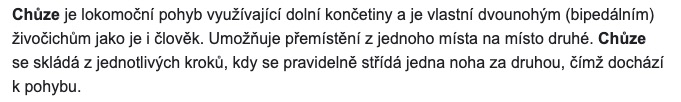 Chůze je lokomoční pohyb využívající dolní končetiny a je vlastní dvounohým (bipedálním)
živočichům jako je i člověk. Umožňuje přemístění z jednoho místa na místo druhé. Chůze
se skládá z jednotlivých kroků, kdy se pravidelně střídá jedna noha za druhou, čímž dochází
k pohybu.